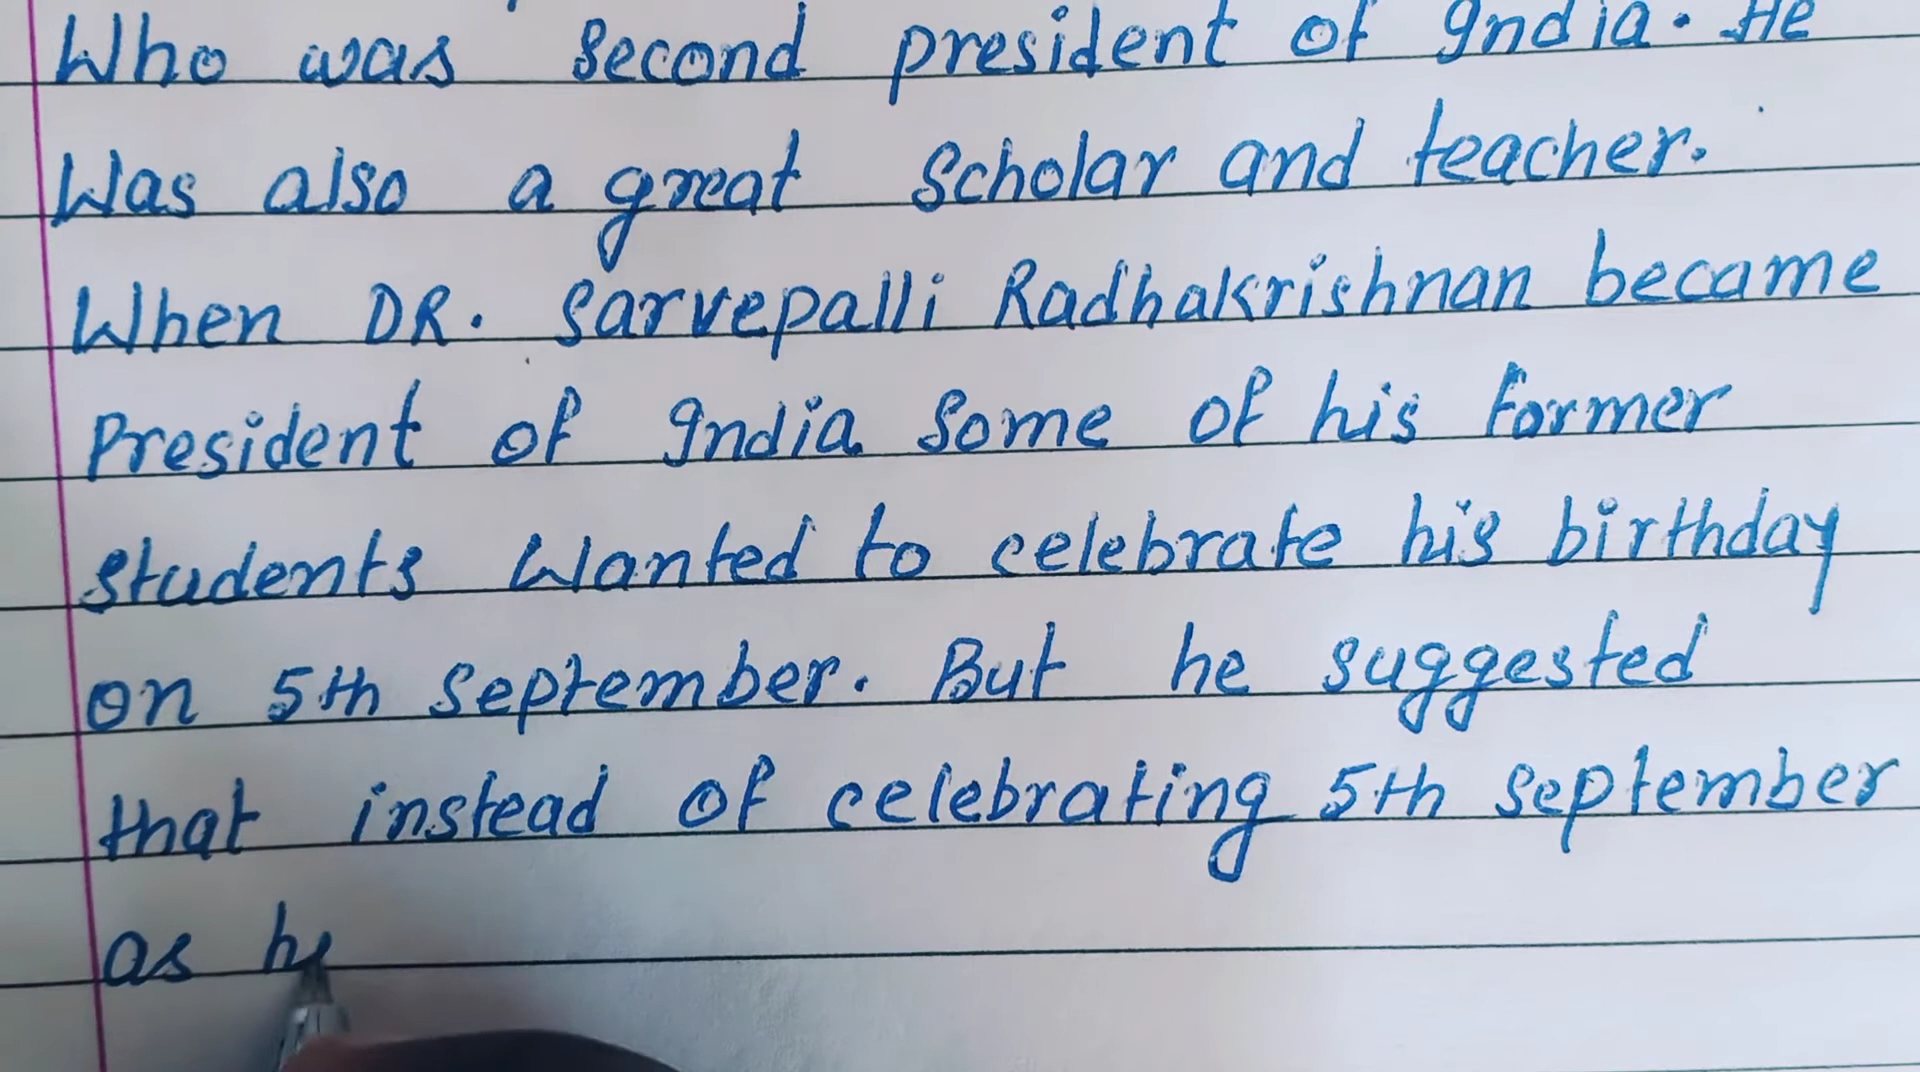 Who was second president of India. He
Was also a great Scholar and teacher.
When DR. Sarvepalli Radhakrishnan became
President of India Some of his former
students Wanted to celebrate his birthday
on 5th September. But he suggested
that instead of celebrating 5th September
as